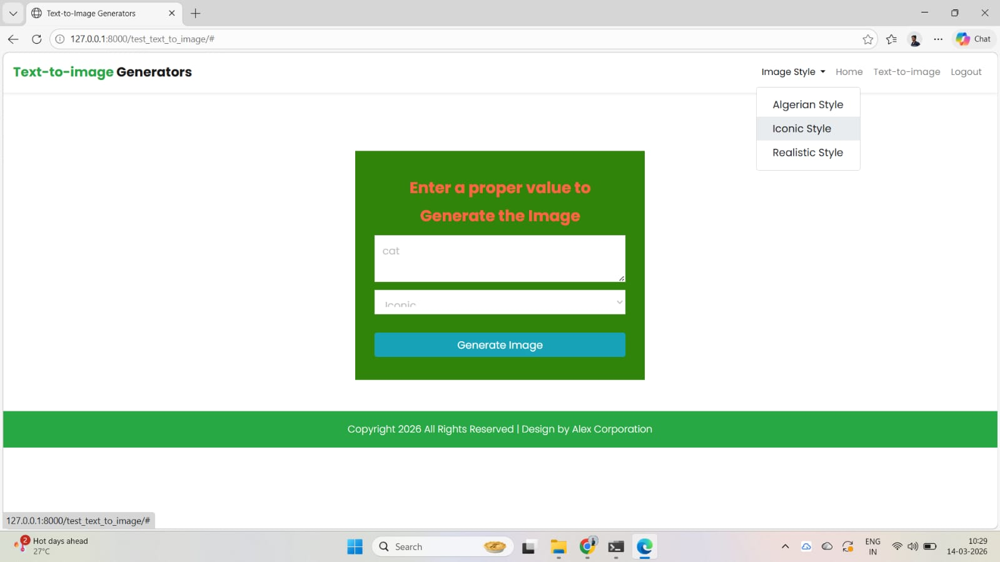 Text-to-Image Generators
127.0.0.1:8000/test_text_to_image/#
Chat
Text-to-image Generators
Image Style
Home
Text-to-image
Logout
Algerian Style
Iconic Style
Realistic Style
Enter a proper value to
Generate the Image
cat
Iconic
Generate Image
Copyright 2026 All Rights Reserved | Design by Alex Corporation
127.0.0.1:8000/test_text_to_image/#
2
Hot days ahead
27°C
Search
ENG
IN
10:29
14-03-2026